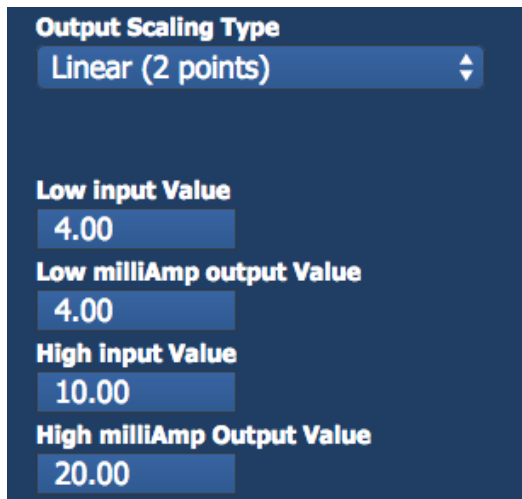 Output Scaling Type
Linear (2 points)
Low input Value
4.00
Low milliAmp output Value
4.00
High input Value
10.00
High milliAmp Output Value
20.00